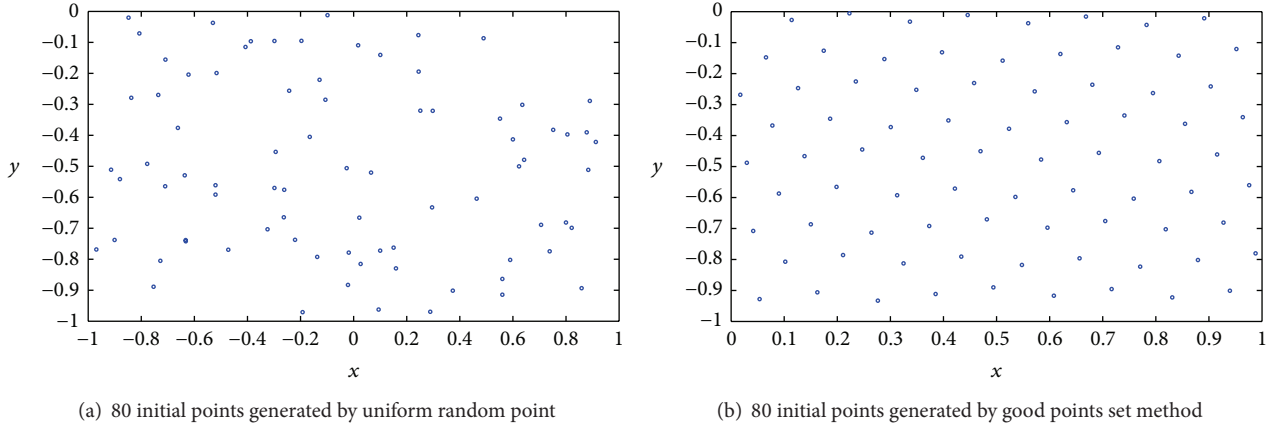 0
−0.1
−0.2
−0.3
−0.4
−0.5
−0.6
−0.7
−0.8
−0.9
−1
y
−1 −0.8 −0.6 −0.4 −0.2 0 0.2 0.4 0.6 0.8 1
x
(a) 80 initial points generated by uniform random point
0
−0.1
−0.2
−0.3
−0.4
−0.5
−0.6
−0.7
−0.8
−0.9
−1
y
0 0.1 0.2 0.3 0.4 0.5 0.6 0.7 0.8 0.9 1
x
(b) 80 initial points generated by good points set method